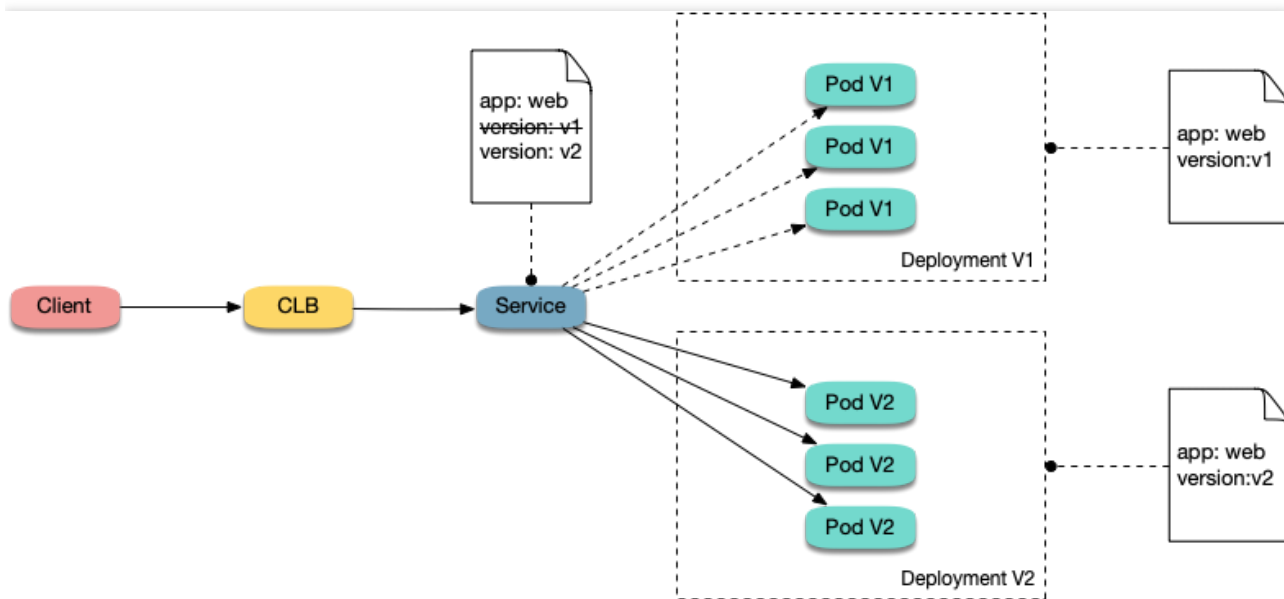 app: web
version: v1
version: v2
Pod V1
Pod V1
Pod V1
Deployment V1
app: web
version:v1
Client
CLB
Service
Pod V2
Pod V2
Pod V2
Deployment V2
app: web
version:v2